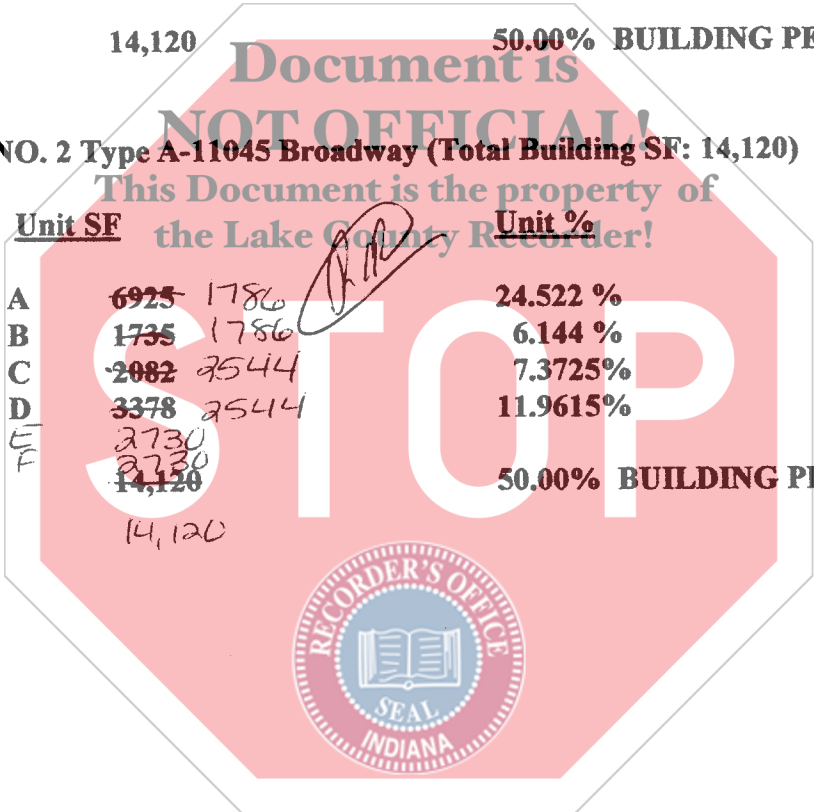 14,120 50.00% BUILDING PE
Document is
NOT OFFICIAL!
NO. 2 Type A-11045 Broadway (Total Building SF: 14,120)
This Document is the property of
the Lake County Recorder!
Unit SF Unit %
A 6925 1786 24.522 %
B 1735 1786 6.144 %
C 2082 2544 7.3725%
D 3378 2544 11.9615%
E 2730
F 2730
14,120 50.00% BUILDING PE
14,120
STOP
RECORDER'S OFFICE
SEAL
INDIANA